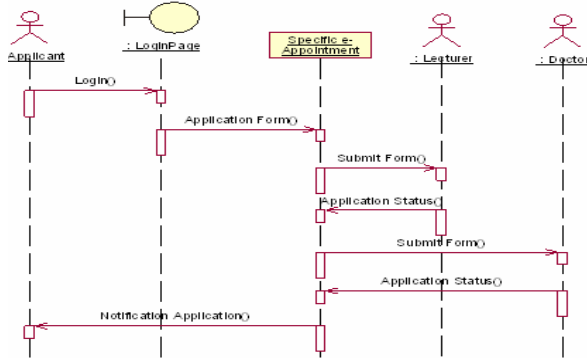 Applicant
: LoginPage
Specific e-
Appointment
: Lecturer
: Doctor
Login()
Application Form()
Submit Form()
Application Status()
Submit Form()
Application Status()
Notification Application()